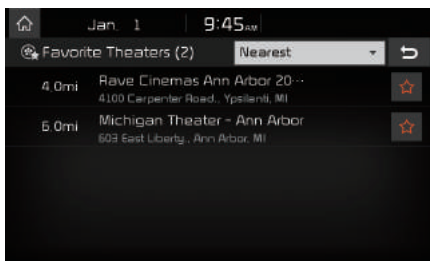 Jan. 1 9:45AM
Favorite Theaters (2) Nearest
4.0mi Rave Cinemas Ann Arbor 20...
4100 Carpenter Road., Ypsilanti, MI
6.0mi Michigan Theater - Ann Arbor
603 East Liberty., Ann Arbor, MI